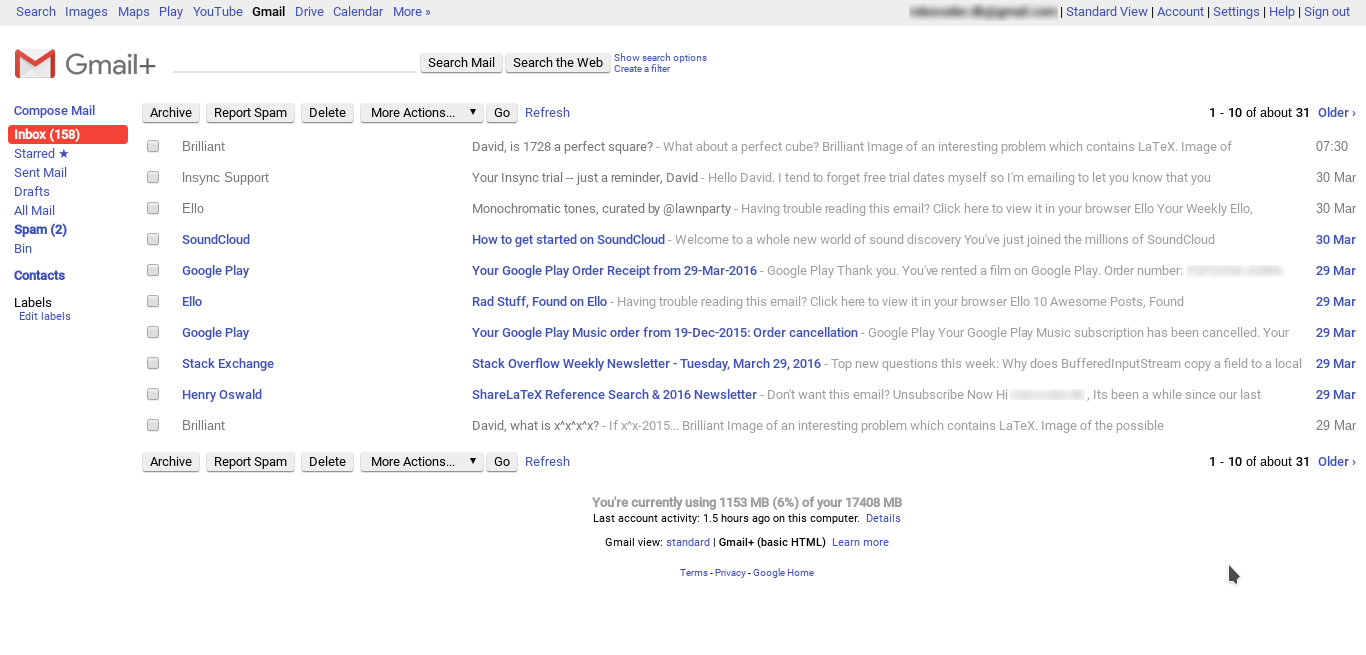 Search Images Maps Play YouTube Gmail Drive Calendar More » | Standard View | Account | Settings | Help | Sign out
Gmail+ Search Mail Search the Web Show search options
Create a filter
Compose Mail
Inbox (158)
Starred ★
Sent Mail
Drafts
All Mail
Spam (2)
Bin
Contacts
Labels
Edit labels
Archive Report Spam Delete More Actions... ▼ Go Refresh 1 - 10 of about 31 Older ›
Brilliant David, is 1728 a perfect square? - What about a perfect cube? Brilliant Image of an interesting problem which contains LaTeX. Image of 07:30
Insync Support Your Insync trial -- just a reminder, David - Hello David. I tend to forget free trial dates myself so I'm emailing to let you know that you 30 Mar
Ello Monochromatic tones, curated by @lawnparty - Having trouble reading this email? Click here to view it in your browser Ello Your Weekly Ello, 30 Mar
SoundCloud How to get started on SoundCloud - Welcome to a whole new world of sound discovery You've just joined the millions of SoundCloud 30 Mar
Google Play Your Google Play Order Receipt from 29-Mar-2016 - Google Play Thank you. You've rented a film on Google Play. Order number: 29 Mar
Ello Rad Stuff, Found on Ello - Having trouble reading this email? Click here to view it in your browser Ello 10 Awesome Posts, Found 29 Mar
Google Play Your Google Play Music order from 19-Dec-2015: Order cancellation - Google Play Your Google Play Music subscription has been cancelled. Your 29 Mar
Stack Exchange Stack Overflow Weekly Newsletter - Tuesday, March 29, 2016 - Top new questions this week: Why does BufferedInputStream copy a field to a local 29 Mar
Henry Oswald ShareLaTeX Reference Search & 2016 Newsletter - Don't want this email? Unsubscribe Now Hi , Its been a while since our last 29 Mar
Brilliant David, what is x^x^x^x? - If x^x-2015... Brilliant Image of an interesting problem which contains LaTeX. Image of the possible 29 Mar
Archive Report Spam Delete More Actions... ▼ Go Refresh 1 - 10 of about 31 Older ›
You're currently using 1153 MB (6%) of your 17408 MB
Last account activity: 1.5 hours ago on this computer. Details
Gmail view: standard | Gmail+ (basic HTML) Learn more
Terms - Privacy - Google Home